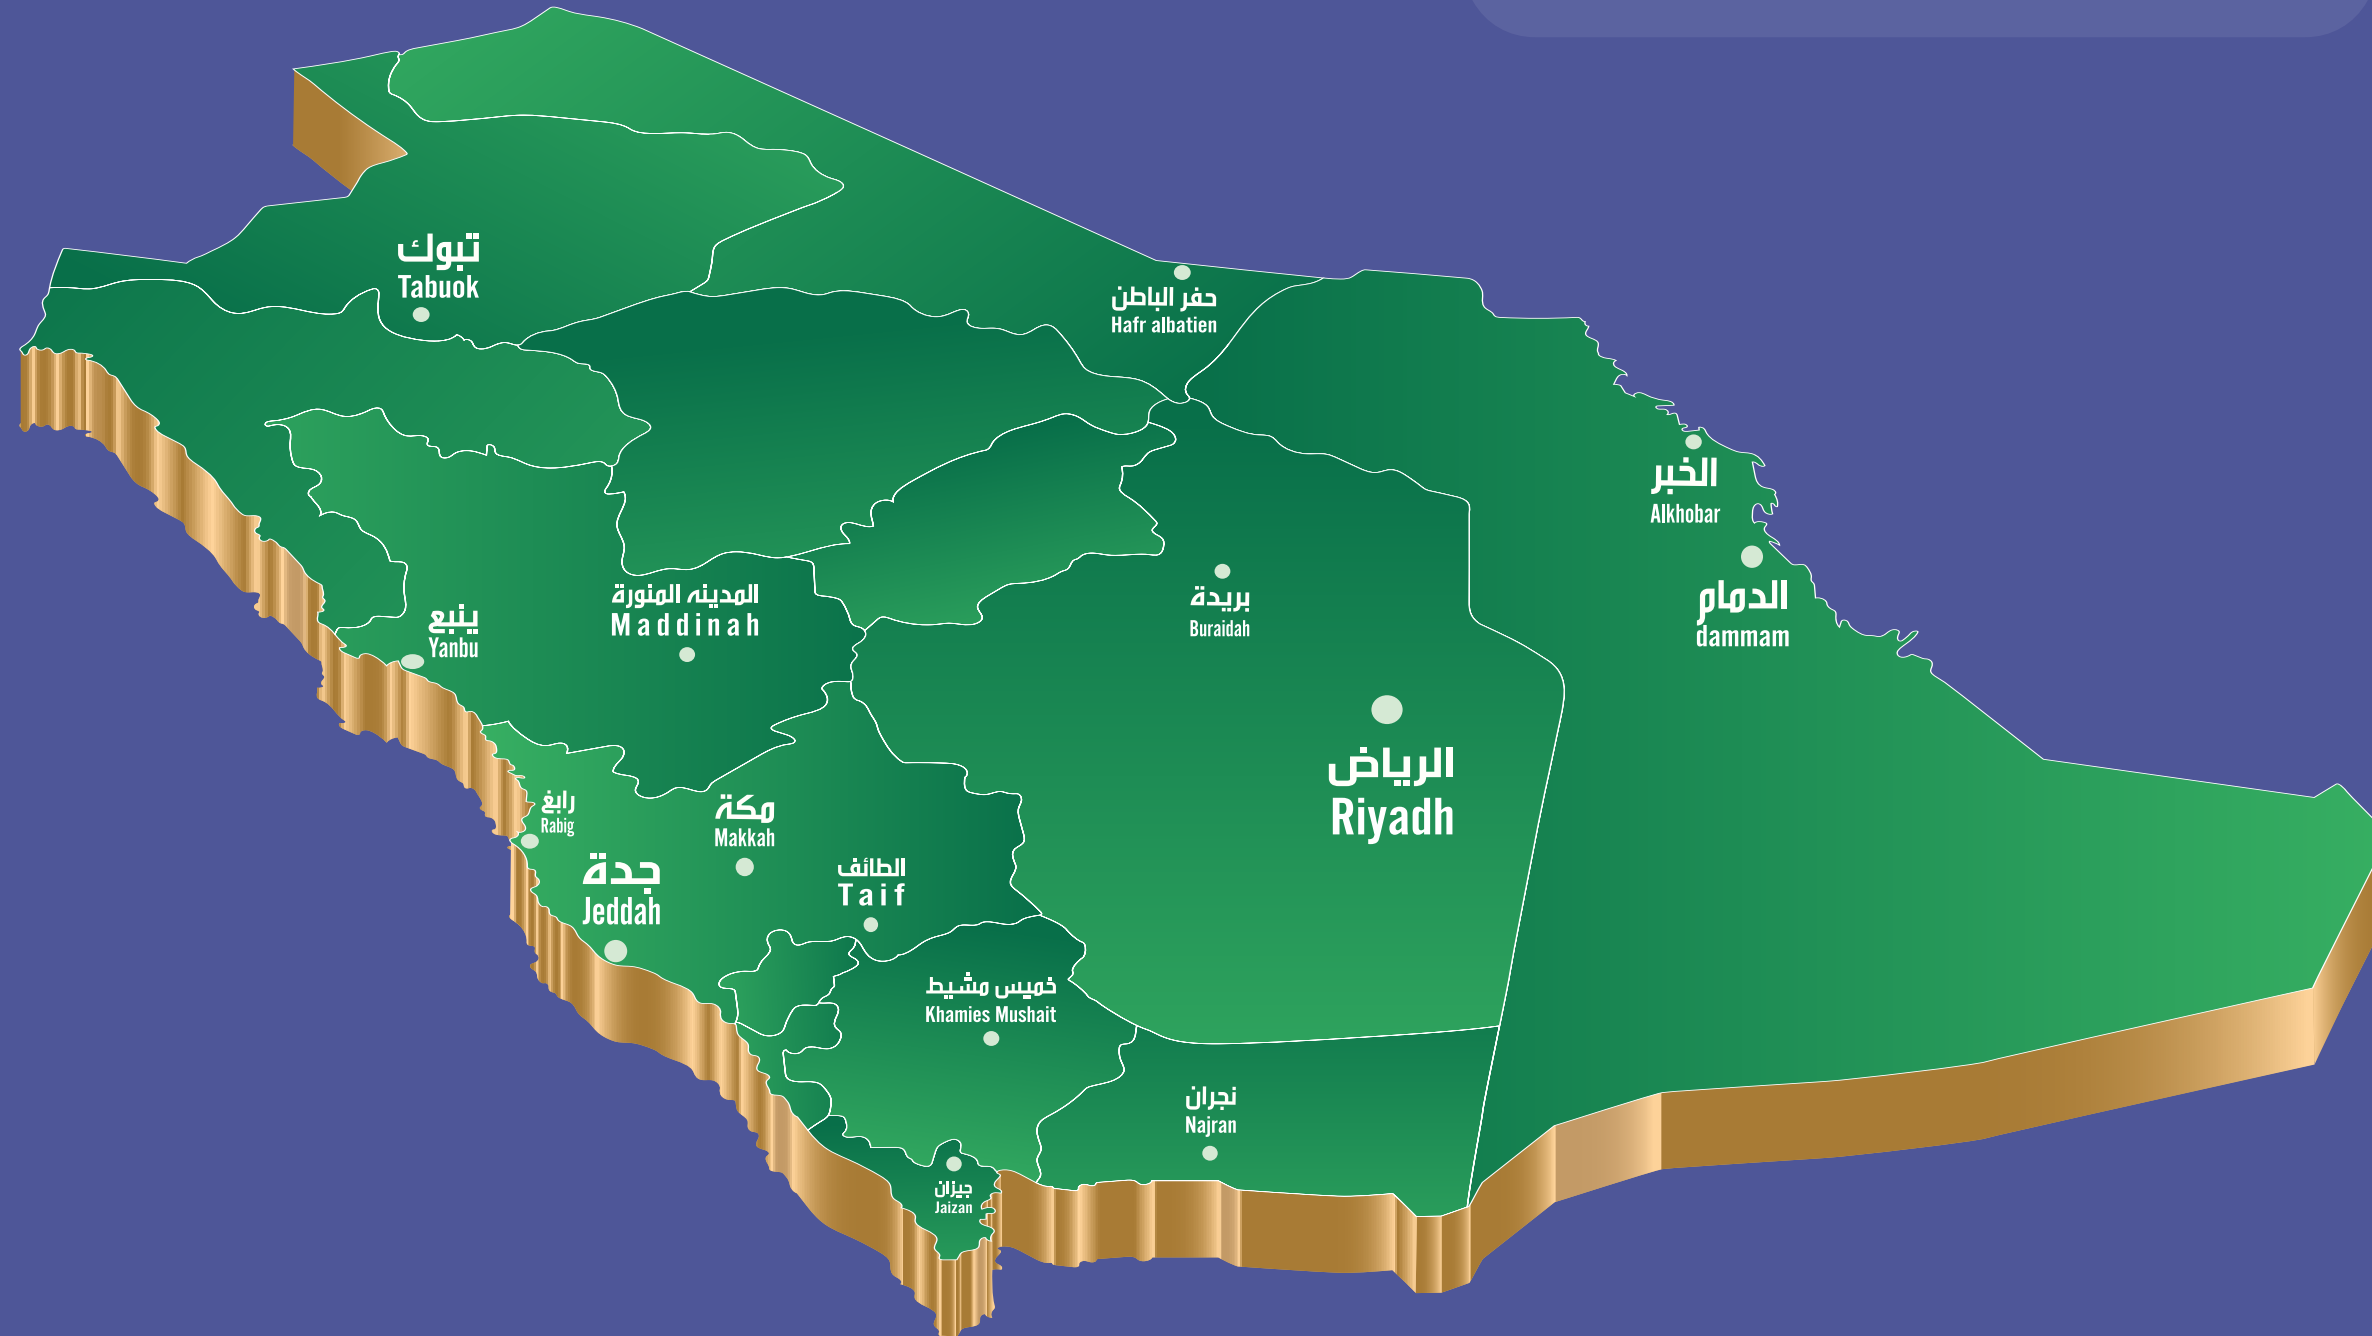 تبوك
Tabuok
حفر الباطن
Hafr albatien
الخبر
Alkhobar
الدمام
dammam
ينبع
Yanbu
المدينه المنورة
Maddinah
بريدة
Buraidah
الرياض
Riyadh
رابغ
Rabig
مكة
Makkah
جدة
Jeddah
الطائف
Taif
خميس مشيط
Khamies Mushait
نجران
Najran
جيزان
Jaizan